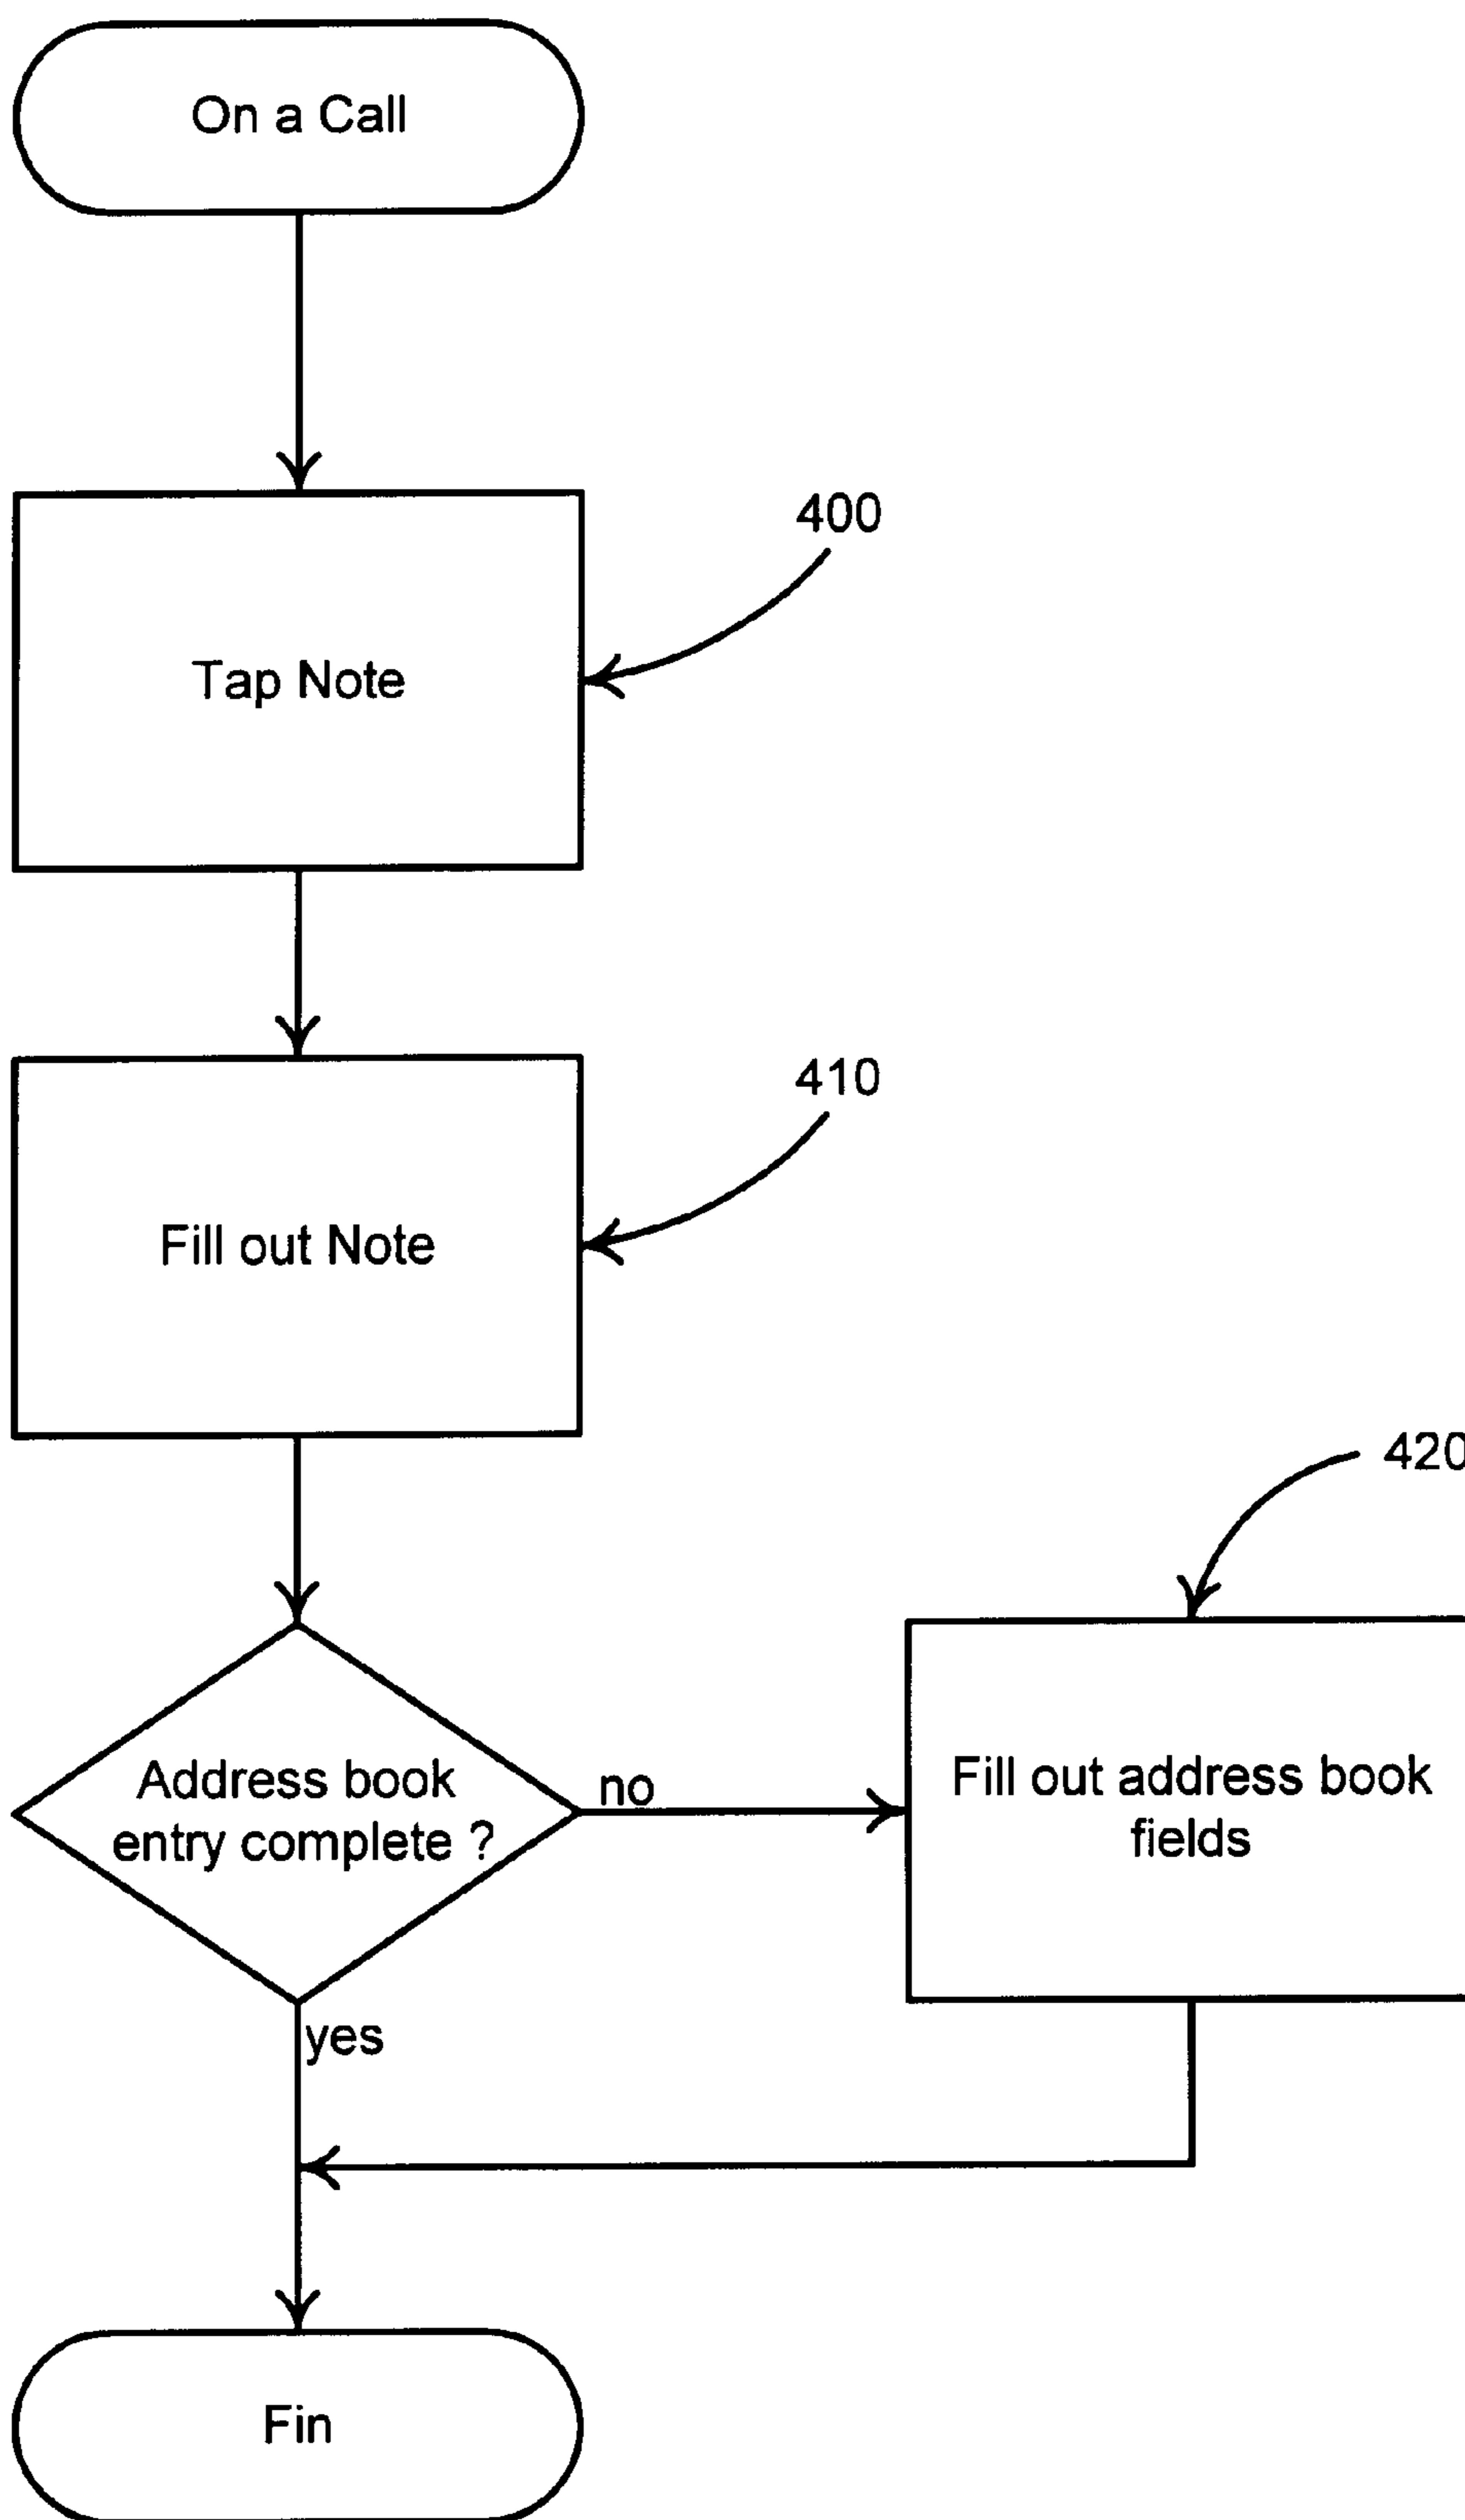 On a Call
400
Tap Note
410
Fill out Note
420
Address book
entry complete ?
no
Fill out address book
fields
yes
Fin